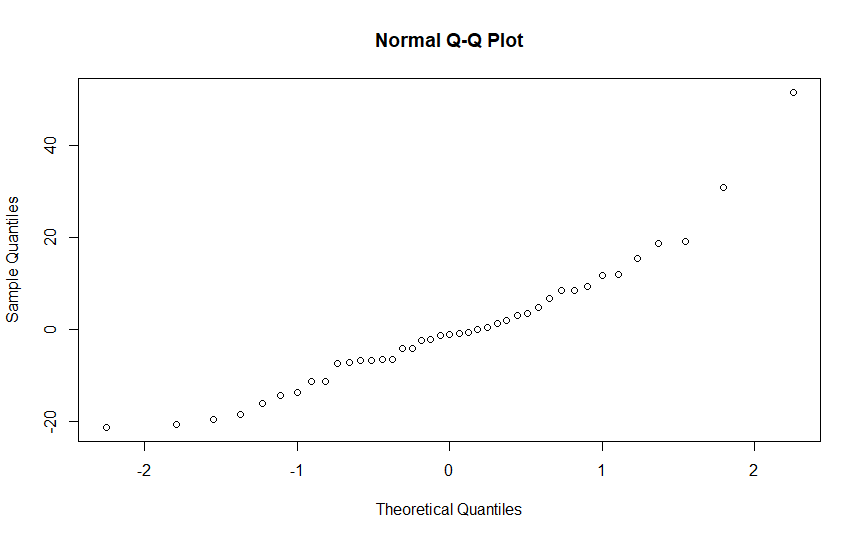 Normal Q-Q Plot
Sample Quantiles
40
20
0
-20
-2 -1 0 1 2
Theoretical Quantiles